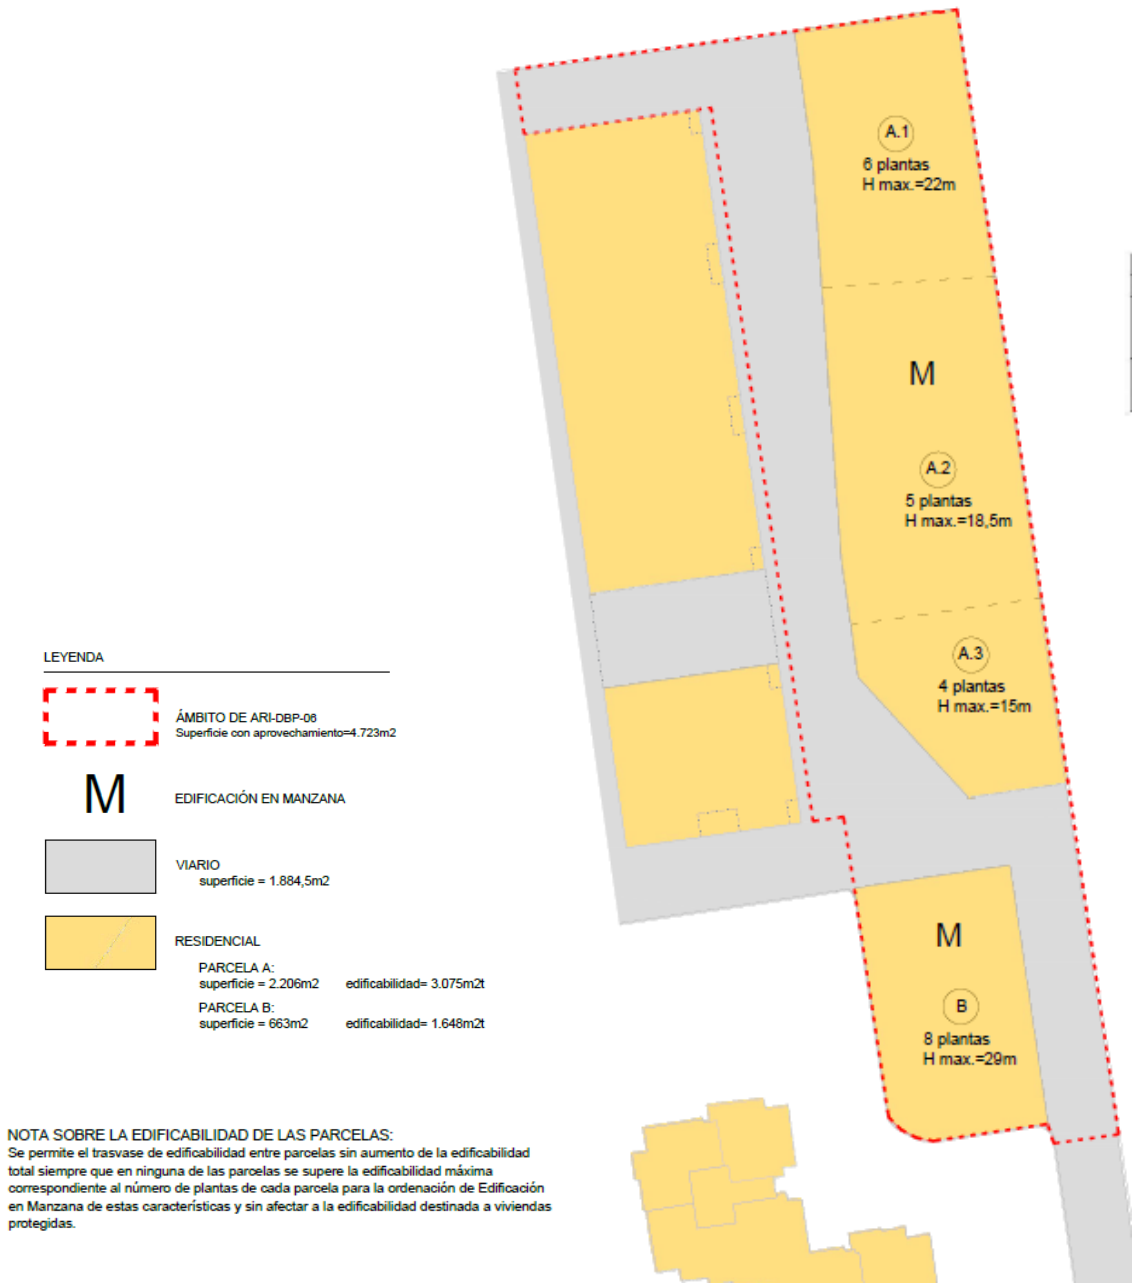 A.1
6 plantas
H max.=22m
M
A.2
5 plantas
H max.=18,5m
A.3
4 plantas
H max.=15m
M
B
8 plantas
H max.=29m
LEYENDA
ÁMBITO DE ARI-DBP-06
Superficie con aprovechamiento=4.723m2
M
EDIFICACIÓN EN MANZANA
VIARIO
superficie = 1.884,5m2
RESIDENCIAL
PARCELA A:
superficie = 2.206m2 edificabilidad= 3.075m2t
PARCELA B:
superficie = 663m2 edificabilidad= 1.648m2t
NOTA SOBRE LA EDIFICABILIDAD DE LAS PARCELAS:
Se permite el trasvase de edificabilidad entre parcelas sin aumento de la edificabilidad
total siempre que en ninguna de las parcelas se supere la edificabilidad máxima
correspondiente al número de plantas de cada parcela para la ordenación de Edificación
en Manzana de estas características y sin afectar a la edificabilidad destinada a viviendas
protegidas.